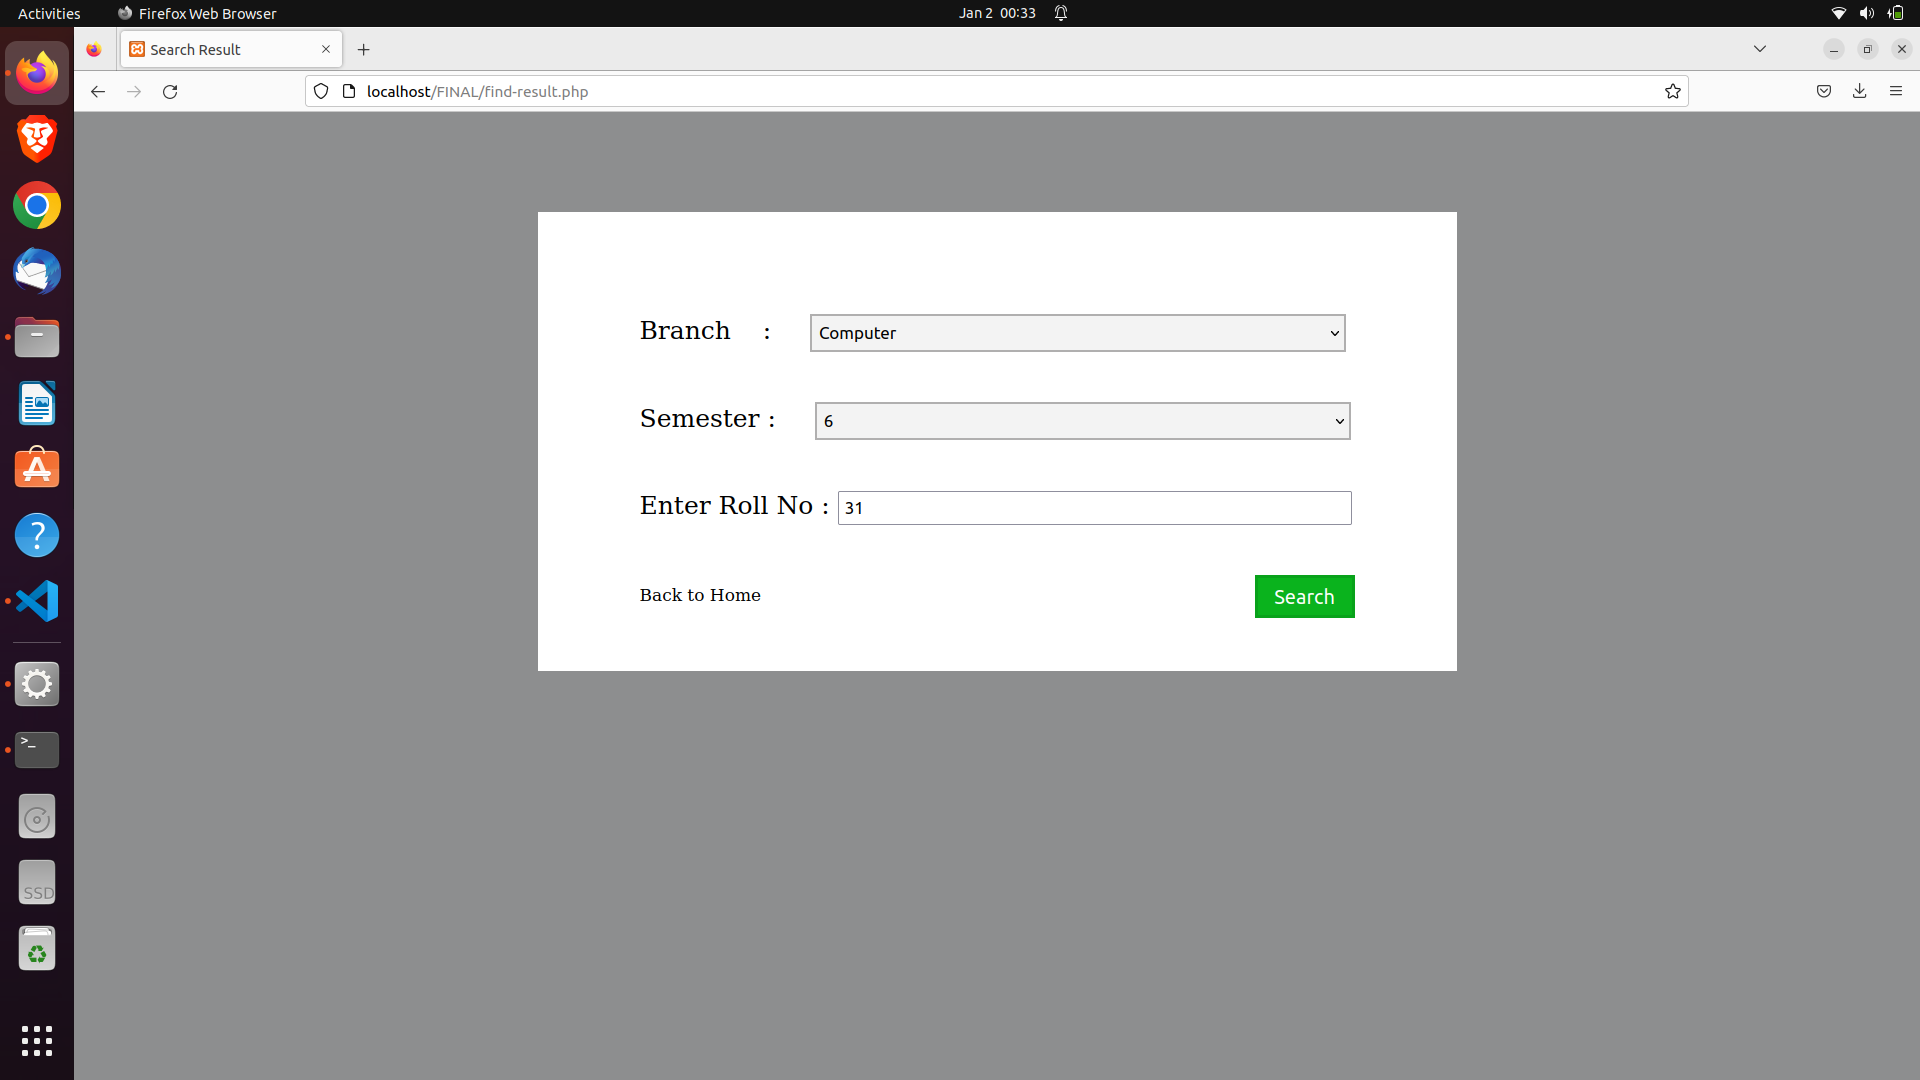 Activities Firefox Web Browser Jan 2 00:33
Search Result
localhost/FINAL/find-result.php
Branch : Computer
Semester : 6
Enter Roll No : 31
Back to Home Search
>_
SSD